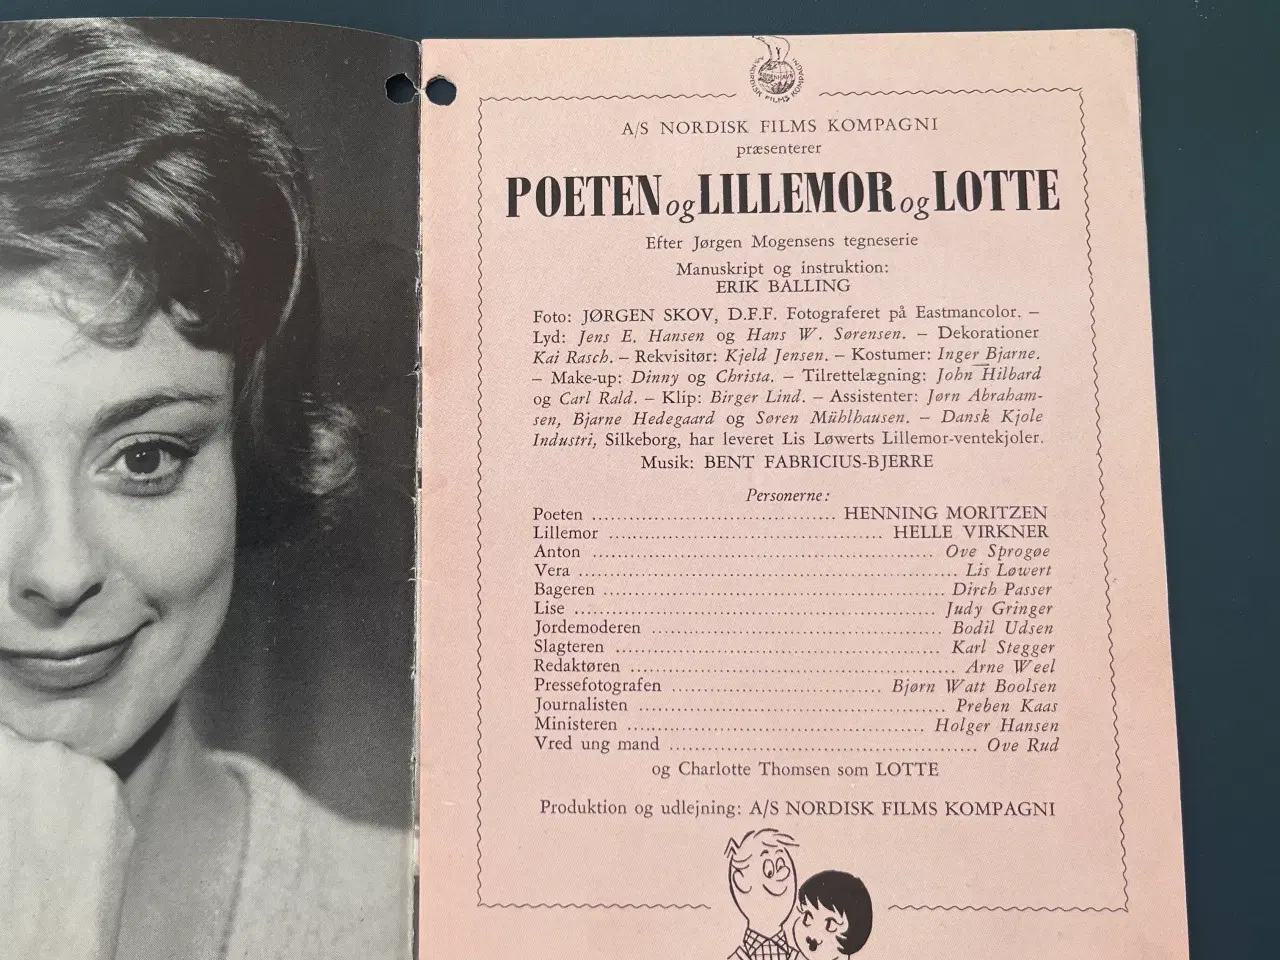 A/S NORDISK FILMS KOMPAGNI
A/S NORDISK FILMS KOMPAGNI
præsenterer
POETEN og LILLEMOR og LOTTE
Efter Jørgen Mogensens tegneserie
Manuskript og instruktion:
ERIK BALLING
Foto: JØRGEN SKOV, D.F.F. Fotograferet på Eastmancolor. –
Lyd: Jens E. Hansen og Hans W. Sørensen. – Dekorationer
Kai Rasch. – Rekvisitør: Kjeld Jensen. – Kostumer: Inger Bjarne.
– Make-up: Dinny og Christa. – Tilrettelægning: John Hilbard
og Carl Rald. – Klip: Birger Lind. – Assistenter: Jørn Abraham-
sen, Bjarne Hedegaard og Søren Mühlhausen. – Dansk Kjole
Industri, Silkeborg, har leveret Lis Løwerts Lillemor-ventekjoler.
Musik: BENT FABRICIUS-BJERRE
Personerne:
Poeten ........................................ HENNING MORITZEN
Lillemor ........................................ HELLE VIRKNER
Anton ........................................ Ove Sprogøe
Vera ........................................ Lis Løwert
Bageren ........................................ Dirch Passer
Lise ........................................ Judy Gringer
Jordemoderen ........................................ Bodil Udsen
Slagteren ........................................ Karl Stegger
Redaktøren ........................................ Arne Weel
Pressefotografen ........................................ Bjørn Watt Boolsen
Journalisten ........................................ Preben Kaas
Ministeren ........................................ Holger Hansen
Vred ung mand ........................................ Ove Rud
og Charlotte Thomsen som LOTTE
Produktion og udlejning: A/S NORDISK FILMS KOMPAGNI